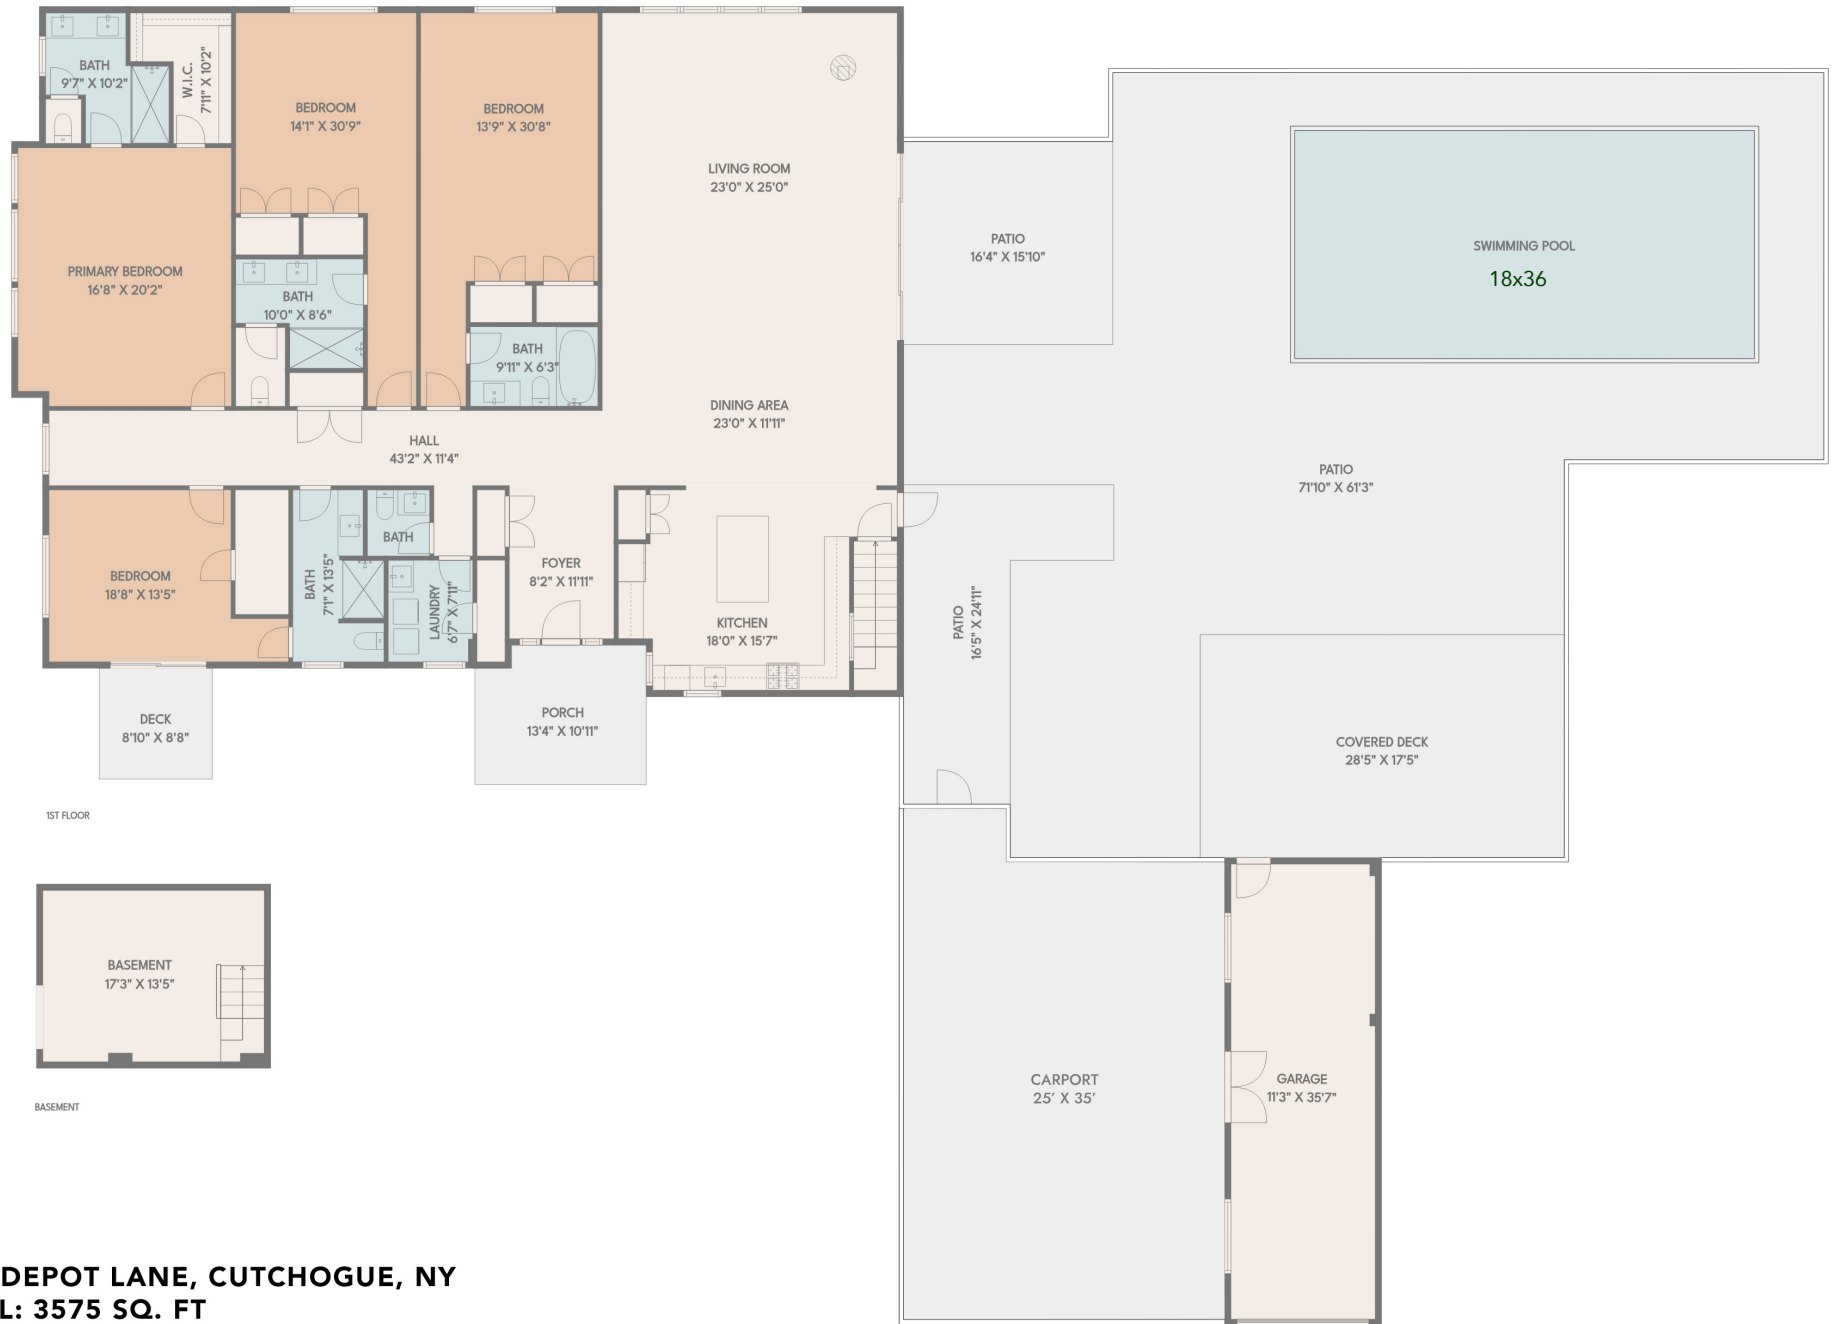 BATH
9'7" X 10'2"
W.I.C.
7'11" X 10'2"
BEDROOM
14'1" X 30'9"
BEDROOM
13'9" X 30'8"
LIVING ROOM
23'0" X 25'0"
PATIO
16'4" X 15'10"
SWIMMING POOL
18x36
PRIMARY BEDROOM
16'8" X 20'2"
BATH
10'0" X 8'6"
BATH
9'11" X 6'3"
DINING AREA
23'0" X 11'11"
HALL
43'2" X 11'4"
PATIO
71'10" X 61'3"
BEDROOM
18'8" X 13'5"
BATH
7'1" X 13'5"
BATH
LAUNDRY
6'7" X 7'11"
FOYER
8'2" X 11'11"
KITCHEN
18'0" X 15'7"
PATIO
16'5" X 24'11"
DECK
8'10" X 8'8"
PORCH
13'4" X 10'11"
COVERED DECK
28'5" X 17'5"
1ST FLOOR
BASEMENT
17'3" X 13'5"
BASEMENT
CARPORT
25' X 35'
GARAGE
11'3" X 35'7"
DEPOT LANE, CUTCHOGUE, NY
L: 3575 SQ. FT